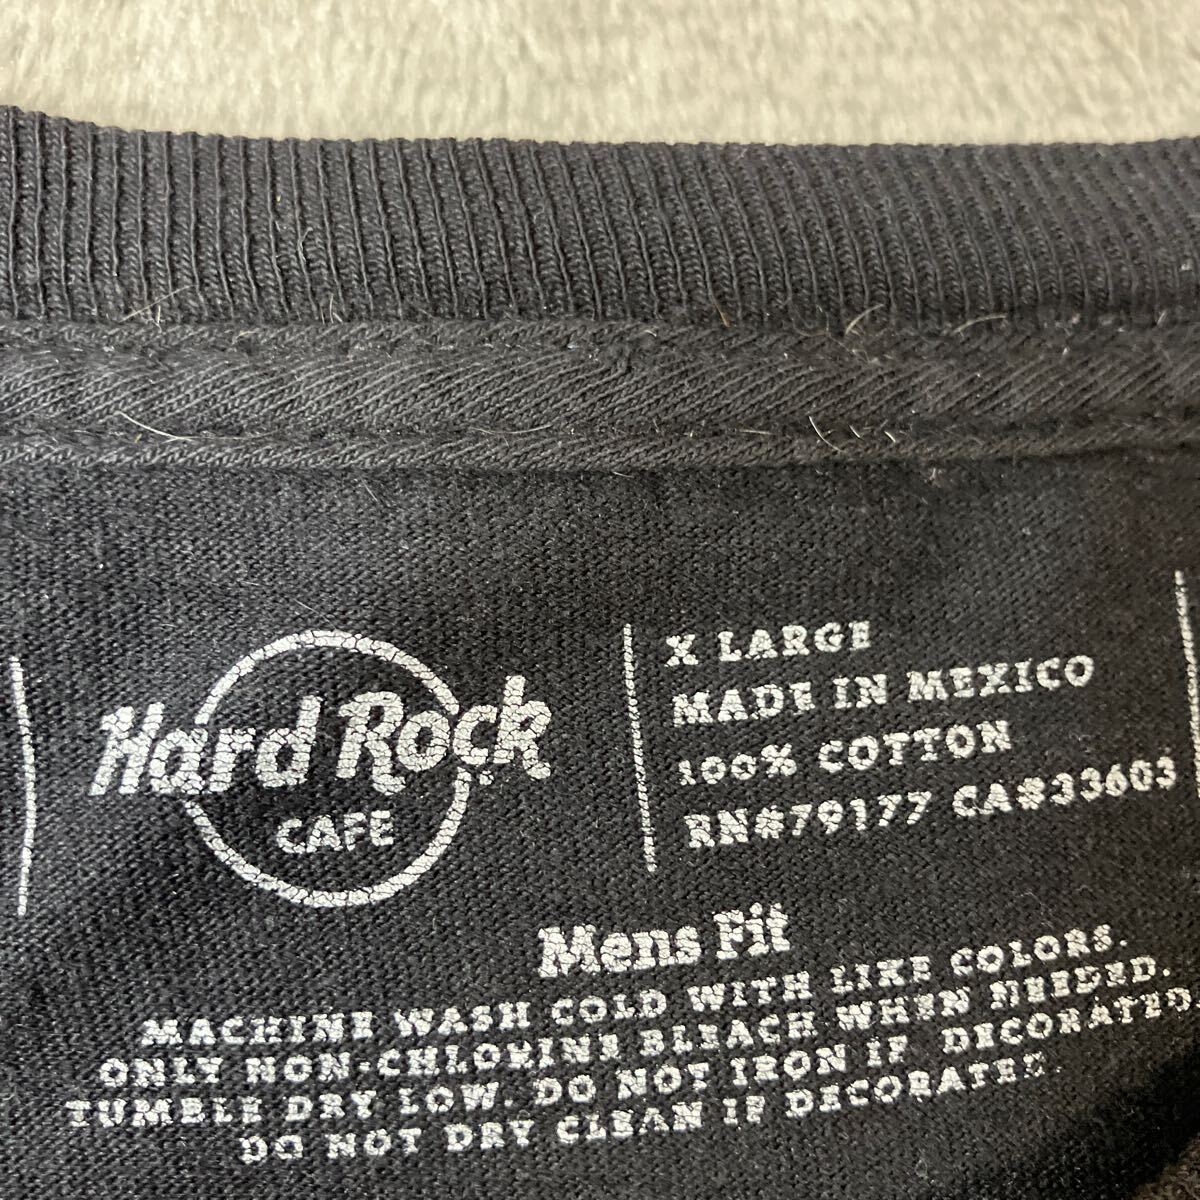 Hard Rock
CAFE
X LARGE
MADE IN MEXICO
100% COTTON
RN#79177 CA#33603
Mens Fit
MACHINE WASH COLD WITH LIKE COLORS.
ONLY NON-CHLORINE BLEACH WHEN NEEDED.
TUMBLE DRY LOW. DO NOT IRON IF DECORATED
DO NOT DRY CLEAN IF DECORATED.